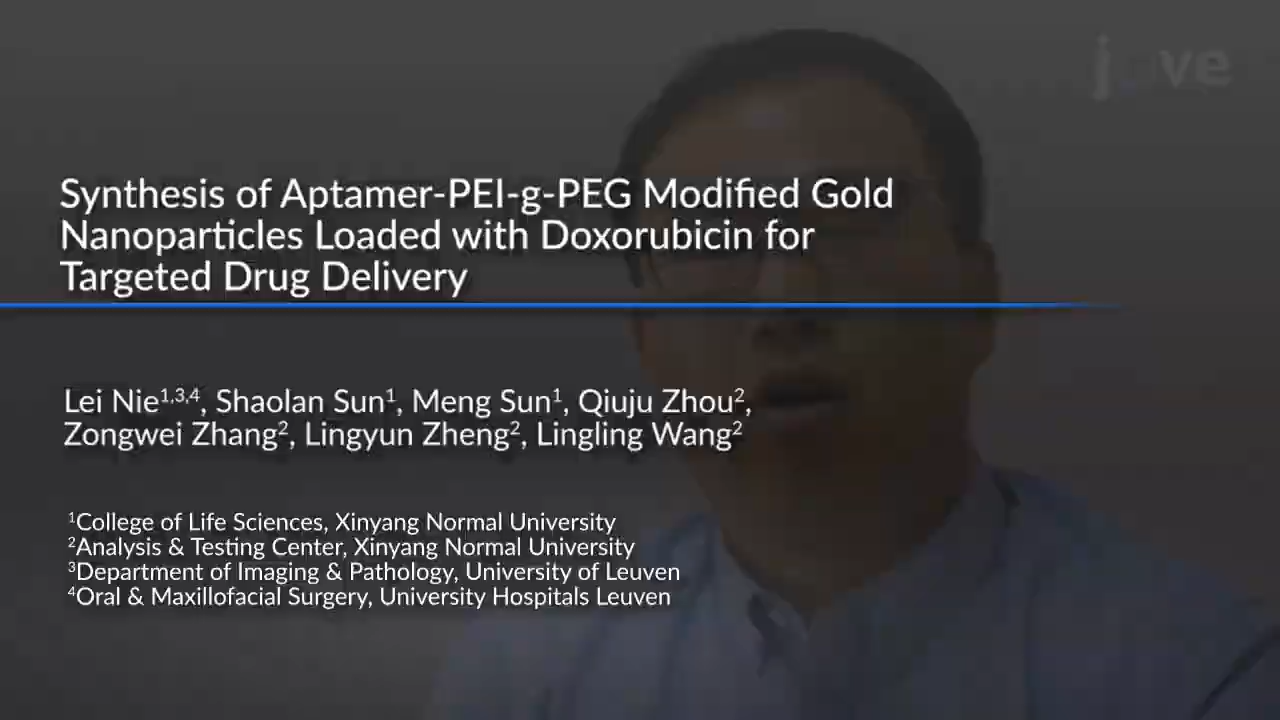 jove
Synthesis of Aptamer-PEI-g-PEG Modified Gold
Nanoparticles Loaded with Doxorubicin for
Targeted Drug Delivery
Lei Nie1,3,4, Shaolan Sun1, Meng Sun1, Qiuju Zhou2,
Zongwei Zhang2, Lingyun Zheng2, Lingling Wang2
1College of Life Sciences, Xinyang Normal University
2Analysis & Testing Center, Xinyang Normal University
3Department of Imaging & Pathology, University of Leuven
4Oral & Maxillofacial Surgery, University Hospitals Leuven